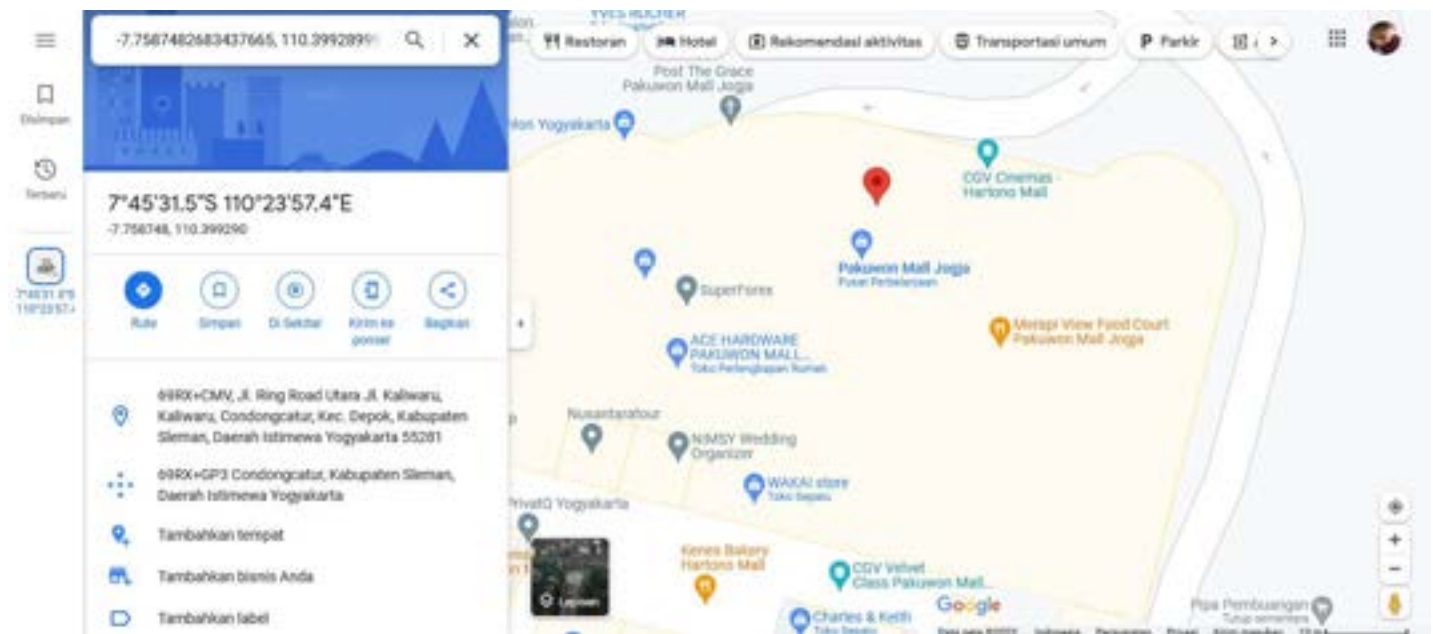 -7.7587482683437665, 110.3992899
Disimpan
Terbaru
7°45'31.5"S 110°23'57.4"E
-7.758748, 110.399290
Rute
Simpan
Di Sekitar
Kirim ke
ponsel
Bagikan
69RX+CMV, Jl. Ring Road Utara Jl. Kaliwaru,
Kaliwaru, Condongcatur, Kec. Depok, Kabupaten
Sleman, Daerah Istimewa Yogyakarta 55281
69RX+GP3 Condongcatur, Kabupaten Sleman,
Daerah Istimewa Yogyakarta
Tambahkan tempat
Tambahkan bisnis Anda
Tambahkan label
YVES ROCHER
Restoran
Hotel
Rekomendasi aktivitas
Transportasi umum
P Parkir
Post The Grace
Pakuwon Mall Jogja
Yogyakarta
CGV Cinemas -
Hartono Mall
Pakuwon Mall Jogja
Pusat Perbelanjaan
SuperForex
Merapi View Food Court
Pakuwon Mall Jogja
ACE HARDWARE
PAKUWON MALL...
Toko Perlengkapan Rumah
Nusantaratour
NIMSY Wedding
Organizer
WAKAI store
Toko Sepatu
PrivatQ Yogyakarta
Kenes Bakery
Hartono Mall
CGV Velvet
Class Pakuwon Mall...
Lapisan
Google
Charles & Keith
Toko Sepatu
Pipa Pembuangan
Tutup sementara